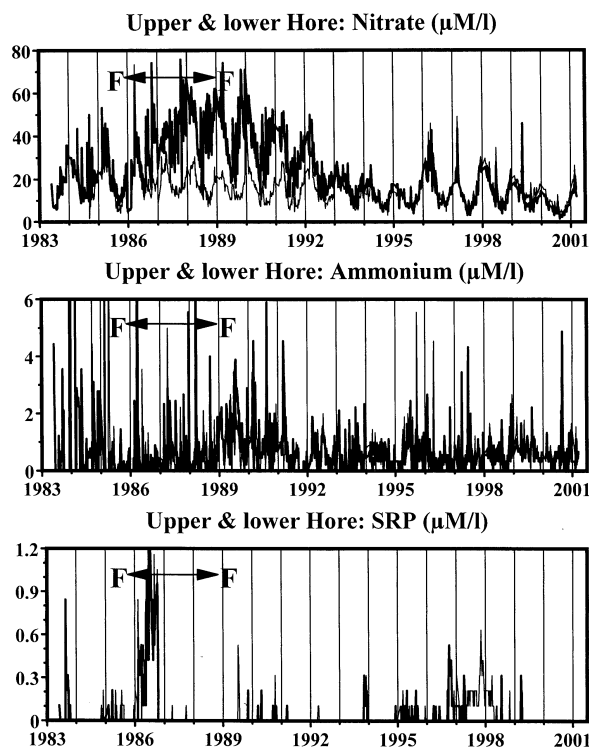 Upper & lower Hore: Nitrate (µM/l)
80
60
40
20
0
F F
1983 1986 1989 1992 1995 1998 2001
Upper & lower Hore: Ammonium (µM/l)
6
4
2
0
F F
1983 1986 1989 1992 1995 1998 2001
Upper & lower Hore: SRP (µM/l)
1.2
0.9
0.6
0.3
0
F F
1983 1986 1989 1992 1995 1998 2001